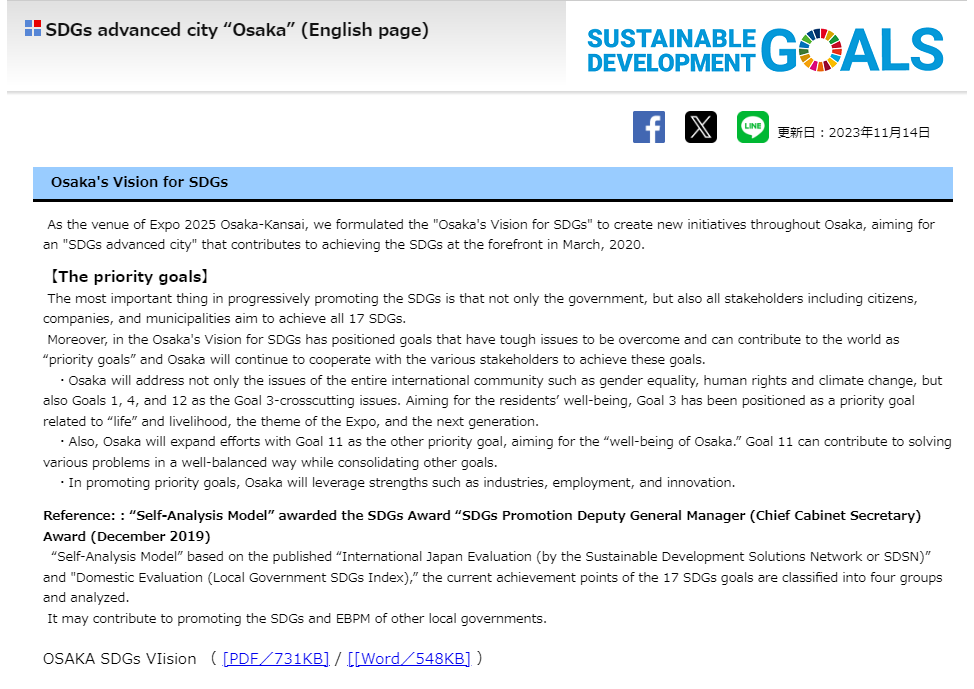 SDGs advanced city “Osaka” (English page)
SUSTAINABLE
DEVELOPMENT
GOALS
LINE
更新日：2023年11月14日
Osaka's Vision for SDGs
As the venue of Expo 2025 Osaka-Kansai, we formulated the "Osaka's Vision for SDGs" to create new initiatives throughout Osaka, aiming for
an "SDGs advanced city" that contributes to achieving the SDGs at the forefront in March, 2020.
【The priority goals】
The most important thing in progressively promoting the SDGs is that not only the government, but also all stakeholders including citizens,
companies, and municipalities aim to achieve all 17 SDGs.
Moreover, in the Osaka's Vision for SDGs has positioned goals that have tough issues to be overcome and can contribute to the world as
“priority goals” and Osaka will continue to cooperate with the various stakeholders to achieve these goals.
・Osaka will address not only the issues of the entire international community such as gender equality, human rights and climate change, but
also Goals 1, 4, and 12 as the Goal 3-crosscutting issues. Aiming for the residents’ well-being, Goal 3 has been positioned as a priority goal
related to “life” and livelihood, the theme of the Expo, and the next generation.
・Also, Osaka will expand efforts with Goal 11 as the other priority goal, aiming for the “well-being of Osaka.” Goal 11 can contribute to solving
various problems in a well-balanced way while consolidating other goals.
・In promoting priority goals, Osaka will leverage strengths such as industries, employment, and innovation.
Reference: : “Self-Analysis Model” awarded the SDGs Award “SDGs Promotion Deputy General Manager (Chief Cabinet Secretary)
Award (December 2019)
“Self-Analysis Model” based on the published “International Japan Evaluation (by the Sustainable Development Solutions Network or SDSN)”
and "Domestic Evaluation (Local Government SDGs Index),” the current achievement points of the 17 SDGs goals are classified into four groups
and analyzed.
It may contribute to promoting the SDGs and EBPM of other local governments.
OSAKA SDGs VIision （ [PDF／731KB] / [[Word／548KB] ）